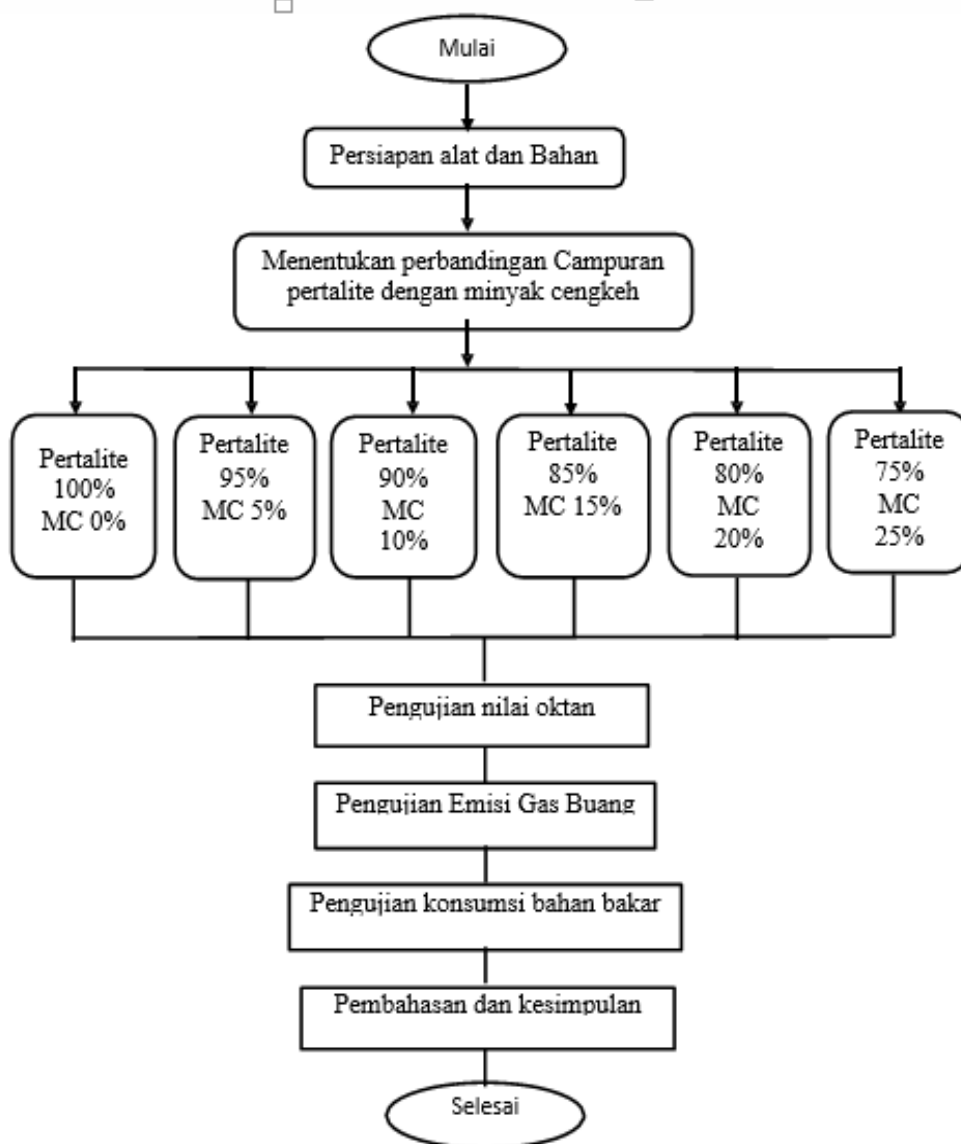 Mulai
Persiapan alat dan Bahan
Menentukan perbandingan Campuran
pertalite dengan minyak cengkeh
Pertalite
100%
MC 0%
Pertalite
95%
MC 5%
Pertalite
90%
MC
10%
Pertalite
85%
MC 15%
Pertalite
80%
MC
20%
Pertalite
75%
MC
25%
Pengujian nilai oktan
Pengujian Emisi Gas Buang
Pengujian konsumsi bahan bakar
Pembahasan dan kesimpulan
Selesai